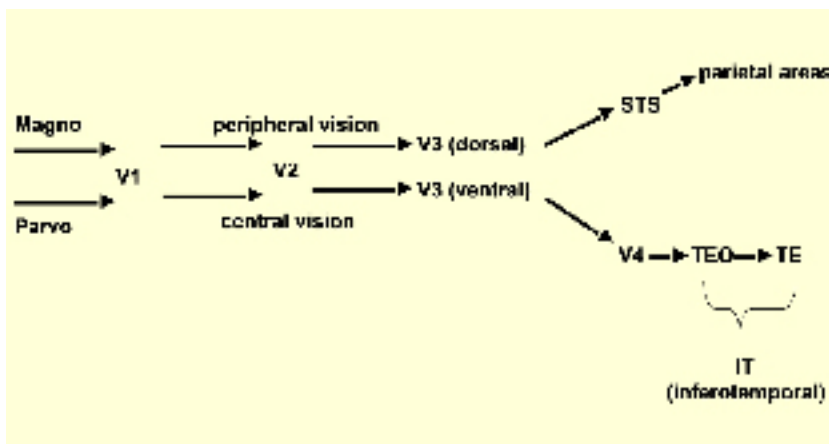 parietal areas
STS
Magno
peripheral vision
V3 (dorsal)
V1
V2
V3 (ventral)
Parvo
central vision
V4
TEO
TE
IT
(inferotemporal)